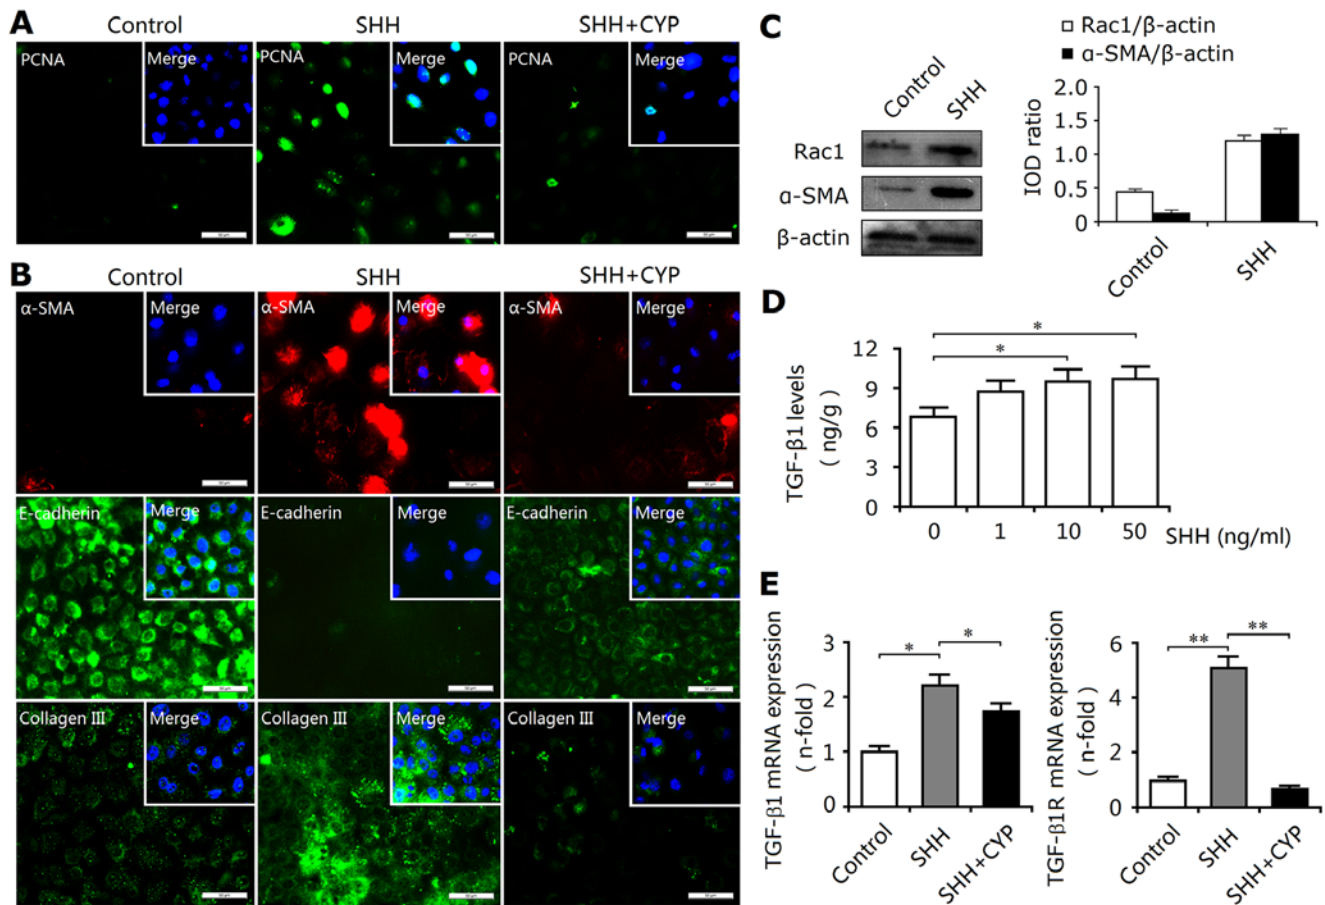 A
Control
SHH
SHH+CYP
PCNA
Merge
PCNA
Merge
PCNA
Merge
B
Control
SHH
SHH+CYP
α-SMA
Merge
α-SMA
Merge
α-SMA
Merge
E-cadherin
Merge
E-cadherin
Merge
E-cadherin
Merge
Collagen III
Merge
Collagen III
Merge
Collagen III
Merge
C
Control
SHH
Rac1
α-SMA
β-actin
Rac1/β-actin
α-SMA/β-actin
IOD ratio
2.0
1.5
1.0
0.5
0
Control
SHH
D
TGF-β1 levels
( ng/g )
12
9
6
3
0
*
*
0 1 10 50 SHH (ng/ml)
E
TGF-β1 mRNA expression
( n-fold )
3
2
1
0
*
*
Control
SHH
SHH+CYP
TGF-β1R mRNA expression
( n-fold )
6
4
2
0
**
**
Control
SHH
SHH+CYP